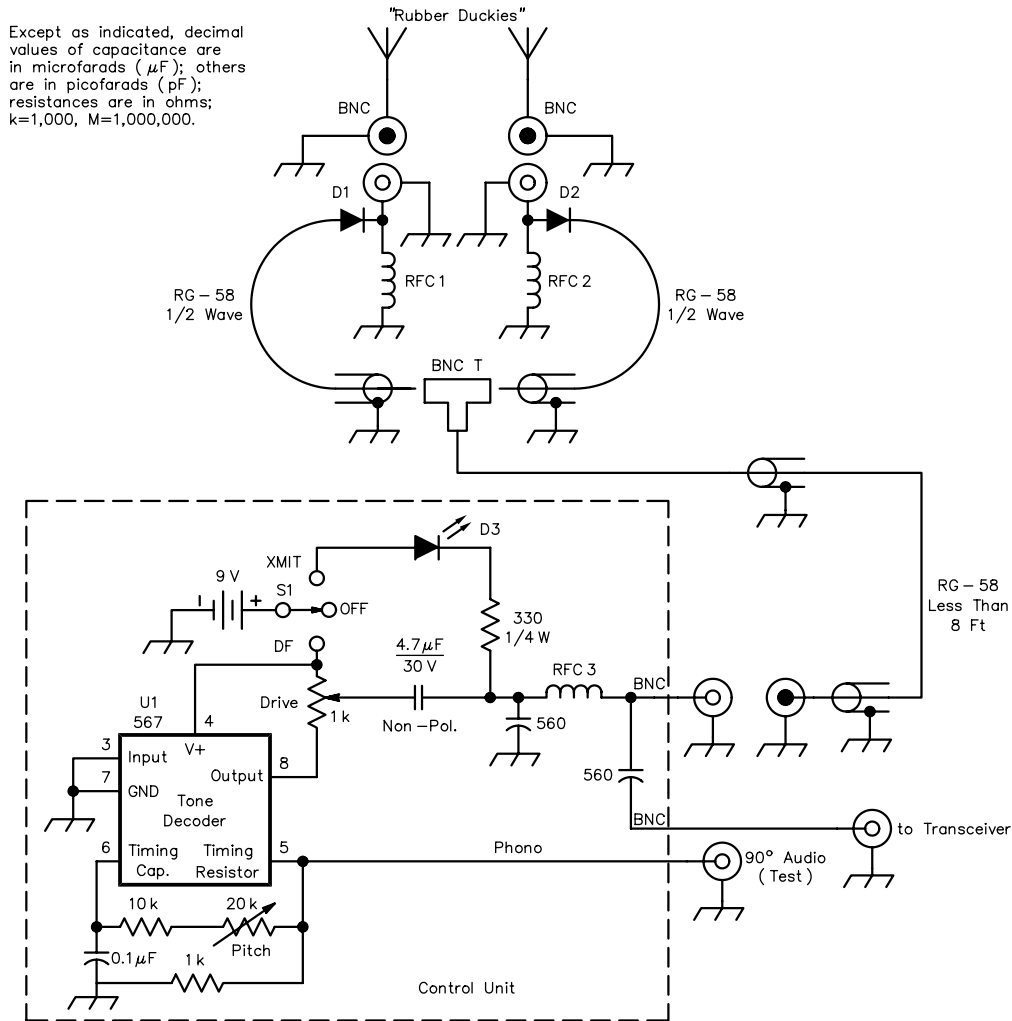 "Rubber Duckies"
Except as indicated, decimal
values of capacitance are
in microfarads ( μF); others
are in picofarads ( pF);
resistances are in ohms;
k=1,000, M=1,000,000.
BNC
BNC
D1
D2
RFC 1
RFC 2
RG – 58
1/2 Wave
RG – 58
1/2 Wave
BNC T
D3
XMIT
9 V
S1
- +
OFF
RG – 58
Less Than
8 Ft
330
1/4 W
DF
4.7μF
30 V
RFC 3
BNC
Drive
1 k
Non –Pol.
560
U1
567
4
3
V+
Input
8
Output
7
GND
Tone
Decoder
560
BNC
to Transceiver
6
Timing
Cap.
Timing
Resistor
5
Phono
90° Audio
( Test )
10 k
20 k
Pitch
0.1 μF
1 k
Control Unit